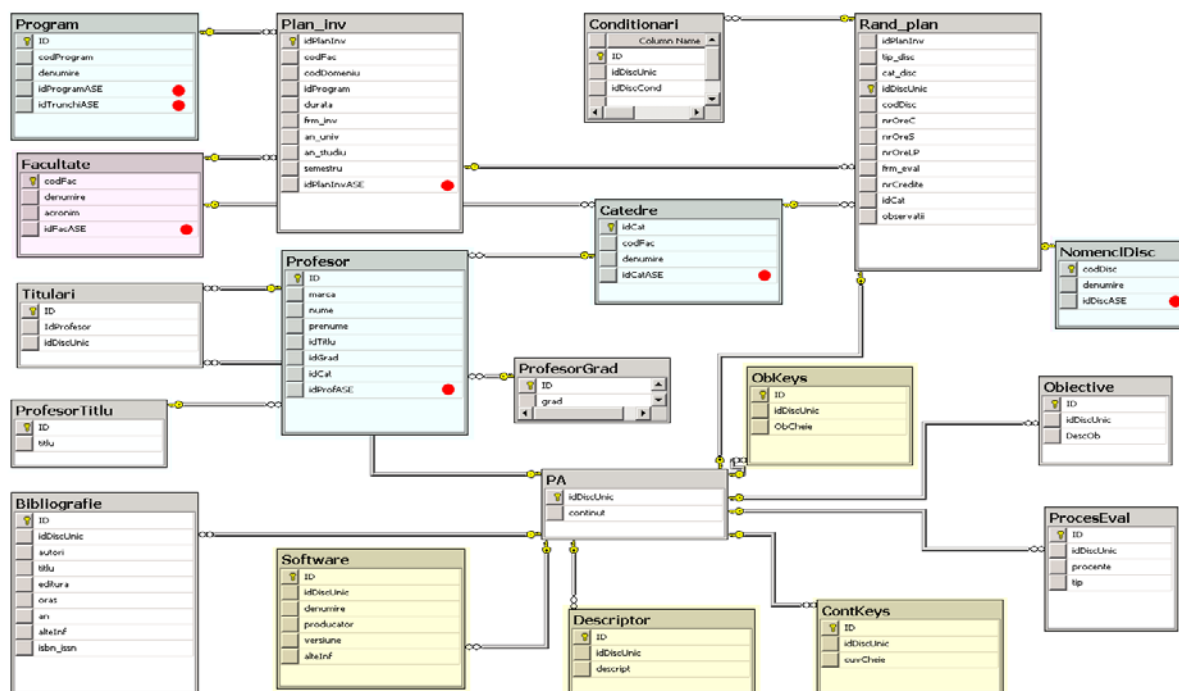 Program
ID
codProgram
denumire
idProgramASE
idTrunchiASE
Plan_inv
idPlanInv
codFac
codDomeniu
idProgram
durata
frm_inv
an_univ
an_studiu
semestru
idPlanInvASE
Conditionari
Column Name
ID
idDiscUnic
idDiscCond
Rand_plan
idPlanInv
tip_disc
cat_disc
idDiscUnic
codDisc
nrOreC
nrOreS
nrOreLP
frm_eval
nrCredite
idCat
observatii
Facultate
codFac
denumire
acronim
idFacASE
Catedre
idCat
codFac
denumire
idCatASE
NomenclDisc
codDisc
denumire
idDiscASE
Profesor
ID
marca
nume
prenume
idTitlu
idGrad
idCat
idProfASE
Titulari
ID
IdProfesor
idDiscUnic
ProfesorGrad
ID
grad
ProfesorTitlu
ID
titlu
ObKeys
ID
idDiscUnic
ObCheie
Obiective
ID
idDiscUnic
DescOb
PA
idDiscUnic
continut
Bibliografie
ID
idDiscUnic
autori
titlu
editura
oras
an
alteInf
isbn_issn
Software
ID
idDiscUnic
denumire
producator
versiune
alteInf
Descriptor
ID
idDiscUnic
descript
ContKeys
ID
idDiscUnic
cuvCheie
ProcesEval
ID
idDiscUnic
procente
tip